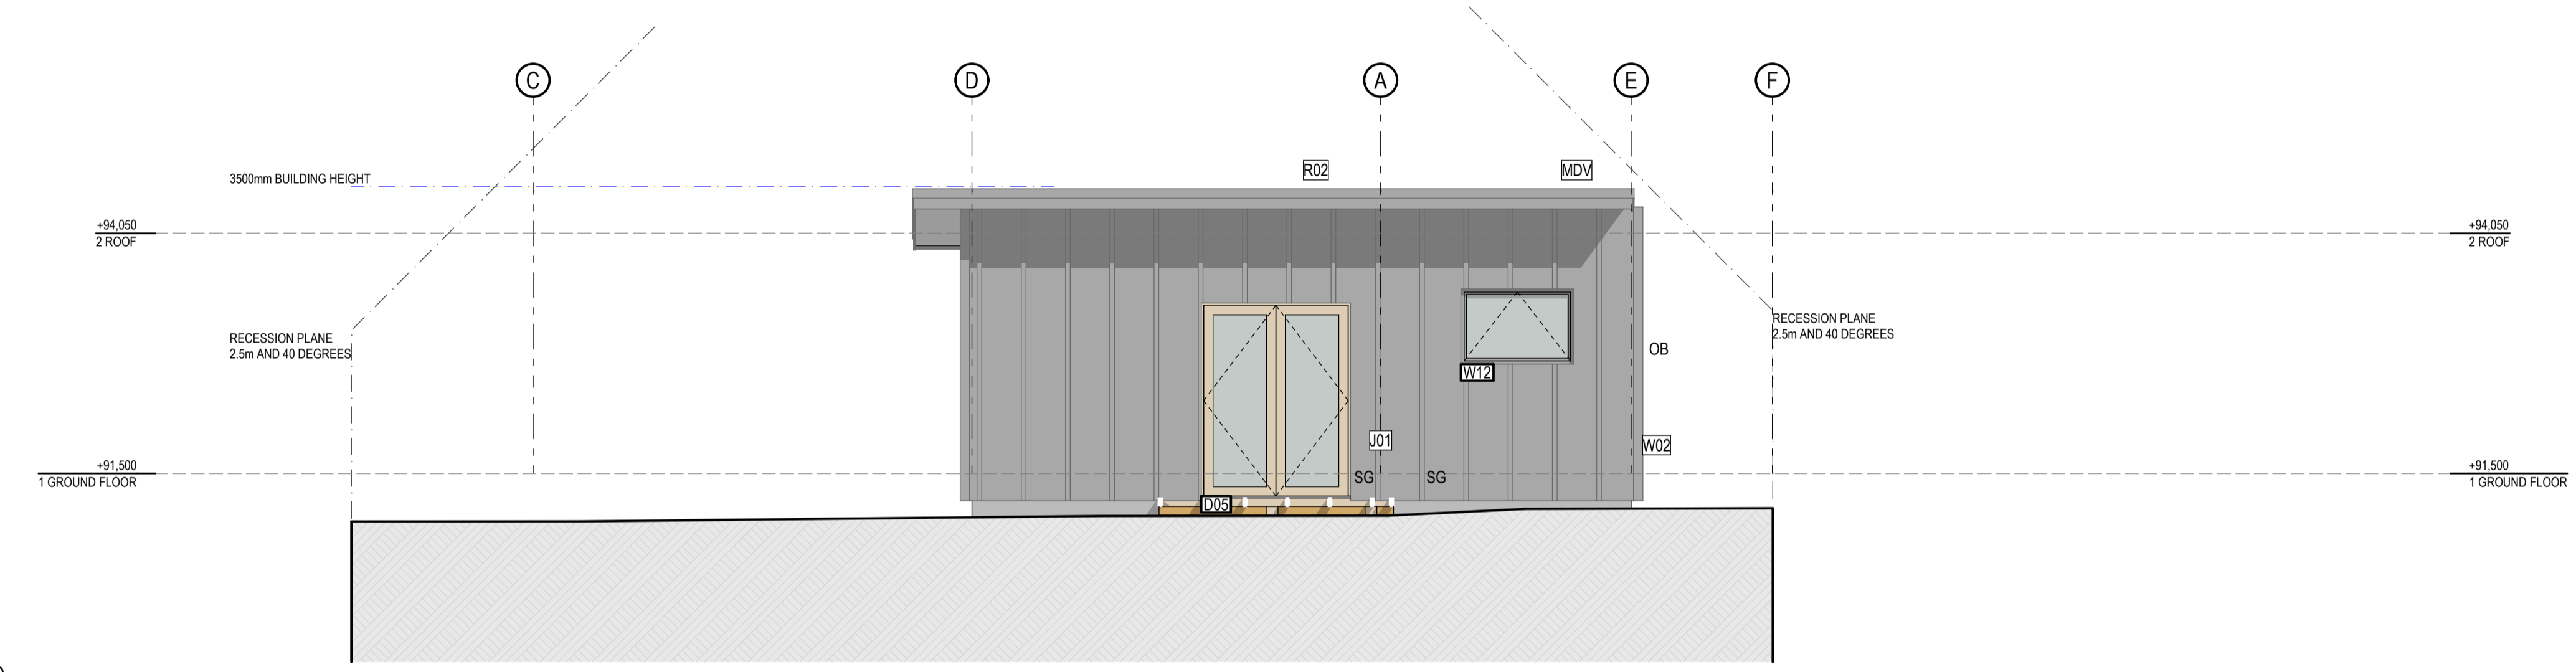 C
D
A
E
F
R02
MDV
3500mm BUILDING HEIGHT
+94,050
2 ROOF
+94,050
2 ROOF
RECESSION PLANE
2.5m AND 40 DEGREES
RECESSION PLANE
2.5m AND 40 DEGREES
OB
W12
J01
W02
+91,500
1 GROUND FLOOR
SG
SG
+91,500
1 GROUND FLOOR
D05